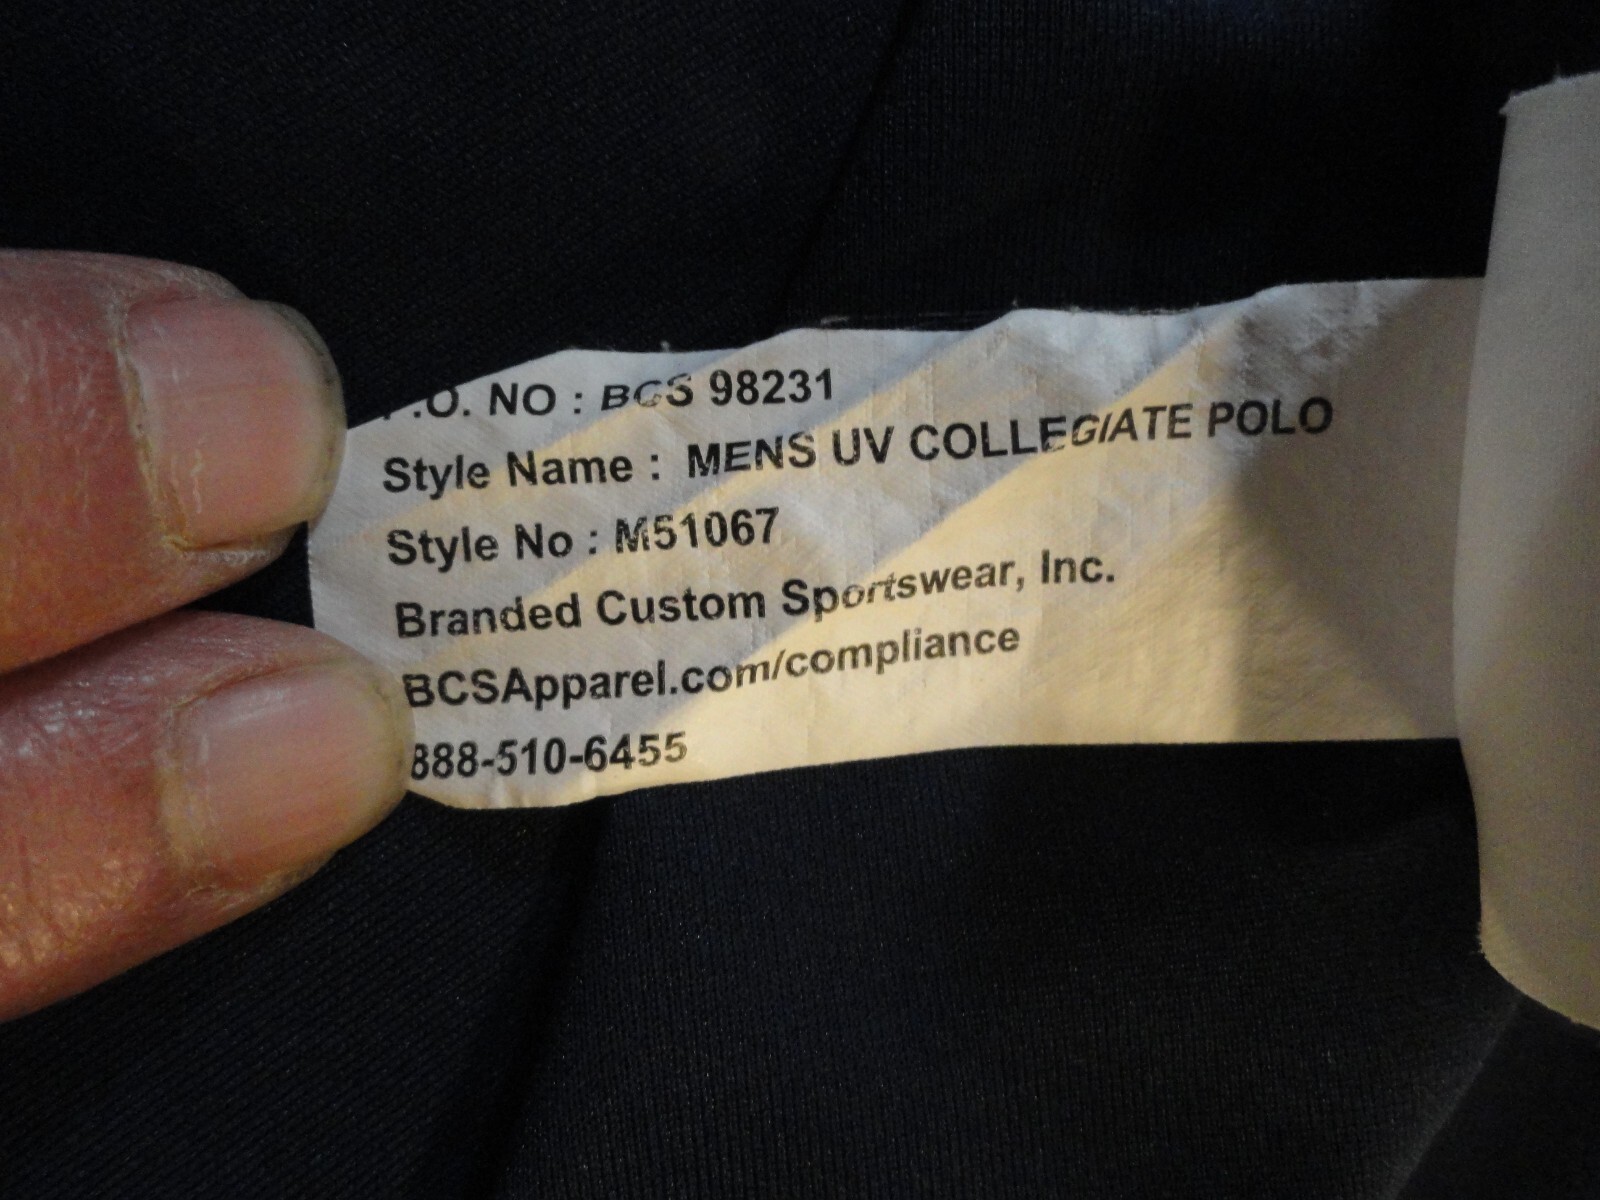 P.O. NO : BCS 98231
Style Name : MENS UV COLLEGIATE POLO
Style No : M51067
Branded Custom Sportswear, Inc.
BCSApparel.com/compliance
888-510-6455